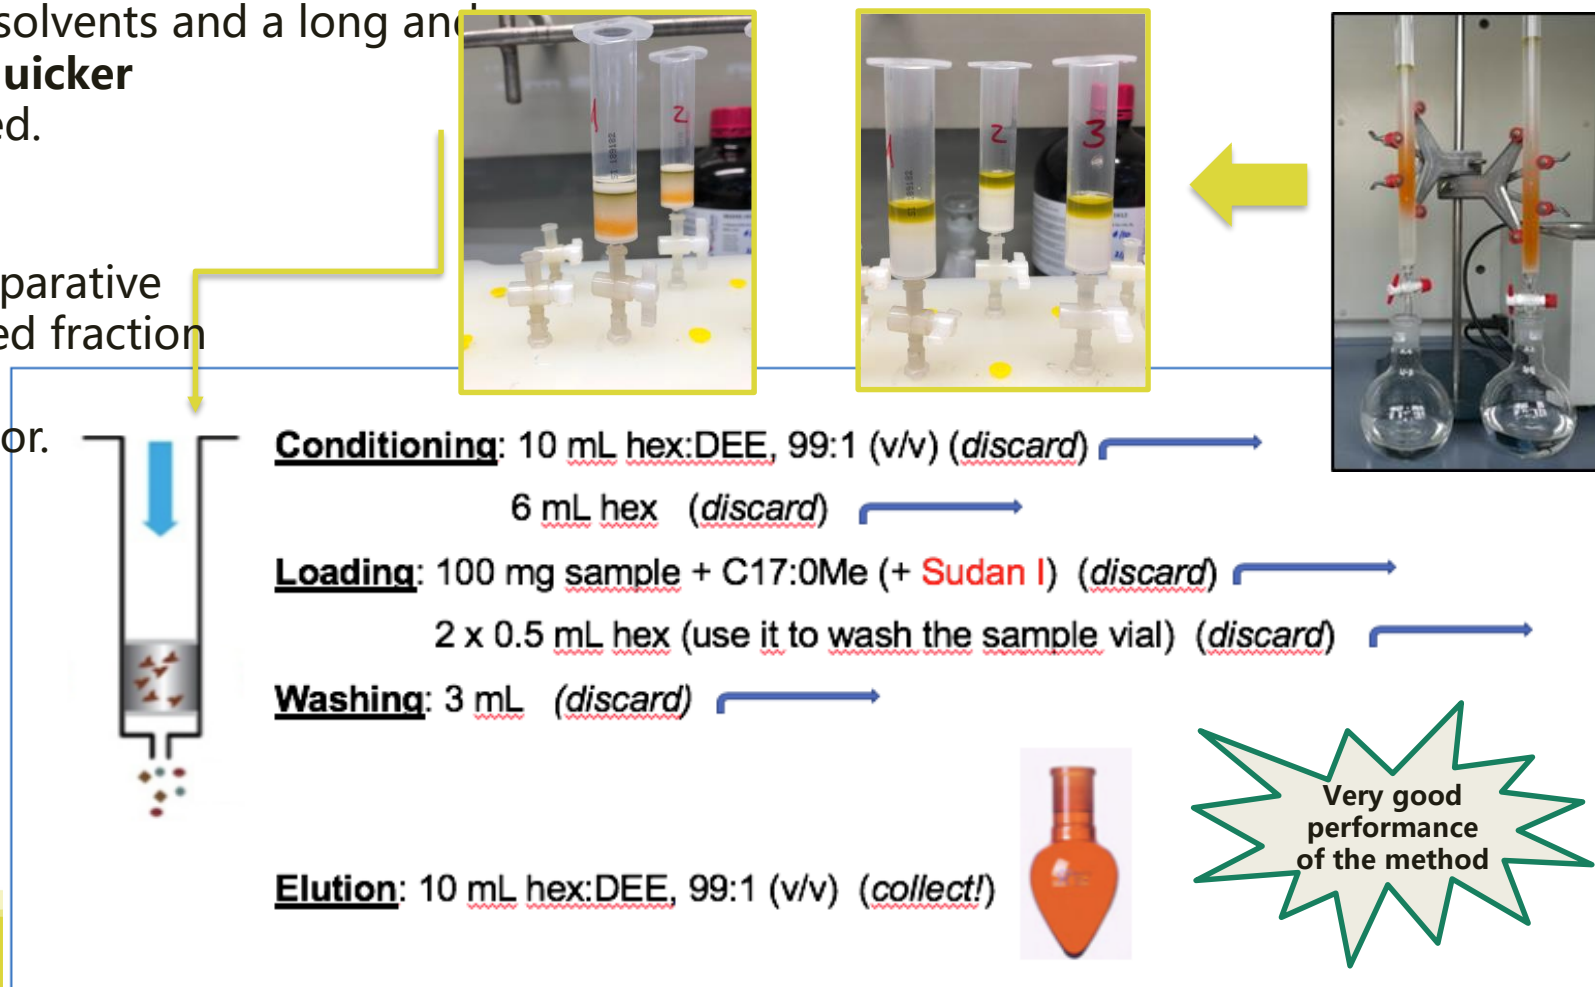 solvents and a long and
uicker
ed.
parative
ed fraction
or.
1
2
1
2
3
Conditioning: 10 mL hex:DEE, 99:1 (v/v) (discard)
6 mL hex (discard)
Loading: 100 mg sample + C17:0Me (+ Sudan I) (discard)
2 x 0.5 mL hex (use it to wash the sample vial) (discard)
Washing: 3 mL (discard)
Elution: 10 mL hex:DEE, 99:1 (v/v) (collect!)
Very good
performance
of the method